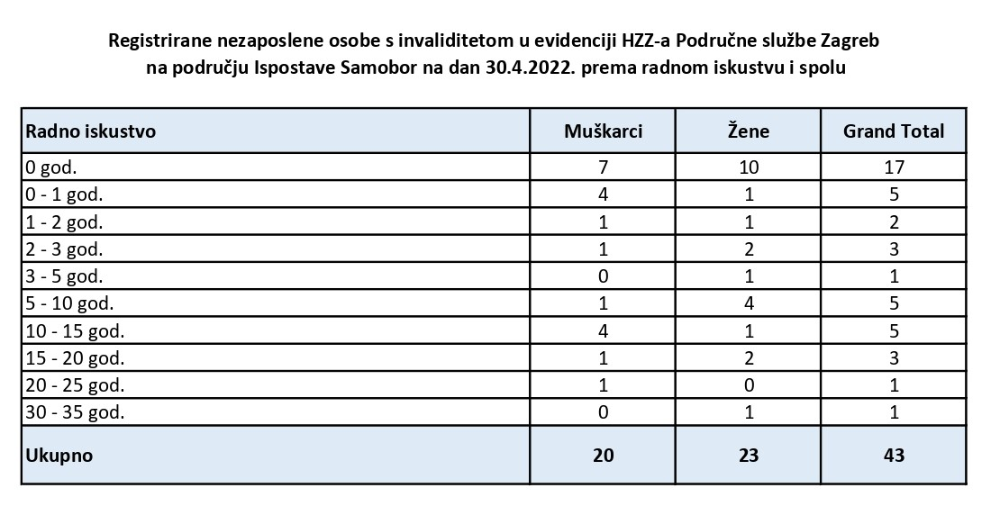 Registrirane nezaposlene osobe s invaliditetom u evidenciji HZZ-a Područne službe Zagreb
na području Ispostave Samobor na dan 30.4.2022. prema radnom iskustvu i spolu
Radno iskustvo Muškarci Žene Grand Total
0 god. 7 10 17
0 - 1 god. 4 1 5
1 - 2 god. 1 1 2
2 - 3 god. 1 2 3
3 - 5 god. 0 1 1
5 - 10 god. 1 4 5
10 - 15 god. 4 1 5
15 - 20 god. 1 2 3
20 - 25 god. 1 0 1
30 - 35 god. 0 1 1
Ukupno 20 23 43